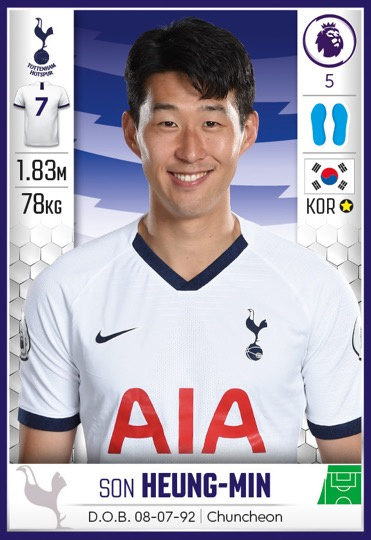 TOTTENHAM
HOTSPUR
7
5
1.83M
78KG
KOR
AIA
SON HEUNG-MIN
D.O.B. 08-07-92 | Chuncheon